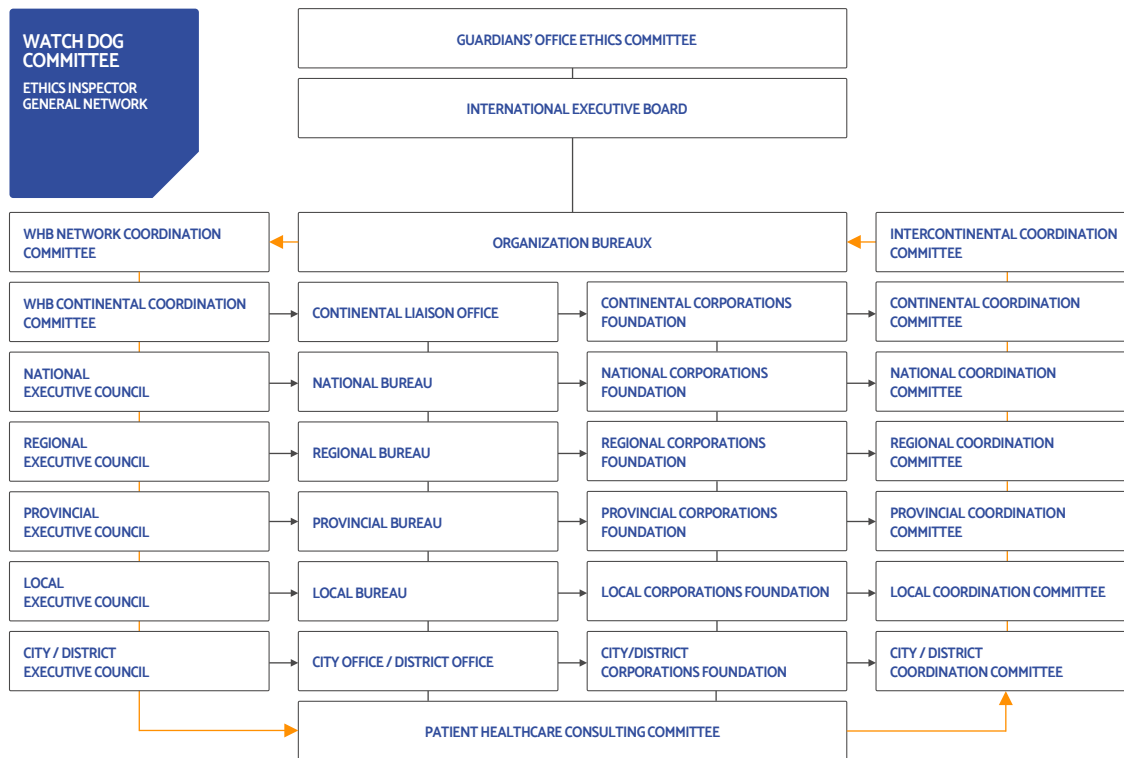 WATCH DOG
COMMITTEE
ETHICS INSPECTOR
GENERAL NETWORK
GUARDIANS' OFFICE ETHICS COMMITTEE
INTERNATIONAL EXECUTIVE BOARD
WHB NETWORK COORDINATION
COMMITTEE
ORGANIZATION BUREAUX
INTERCONTINENTAL COORDINATION
COMMITTEE
WHB CONTINENTAL COORDINATION
COMMITTEE
CONTINENTAL LIAISON OFFICE
CONTINENTAL CORPORATIONS
FOUNDATION
CONTINENTAL COORDINATION
COMMITTEE
NATIONAL
EXECUTIVE COUNCIL
NATIONAL BUREAU
NATIONAL CORPORATIONS
FOUNDATION
NATIONAL COORDINATION
COMMITTEE
REGIONAL
EXECUTIVE COUNCIL
REGIONAL BUREAU
REGIONAL CORPORATIONS
FOUNDATION
REGIONAL COORDINATION
COMMITTEE
PROVINCIAL
EXECUTIVE COUNCIL
PROVINCIAL BUREAU
PROVINCIAL CORPORATIONS
FOUNDATION
PROVINCIAL COORDINATION
COMMITTEE
LOCAL
EXECUTIVE COUNCIL
LOCAL BUREAU
LOCAL CORPORATIONS FOUNDATION
LOCAL COORDINATION COMMITTEE
CITY / DISTRICT
EXECUTIVE COUNCIL
CITY OFFICE / DISTRICT OFFICE
CITY/DISTRICT
CORPORATIONS FOUNDATION
CITY / DISTRICT
COORDINATION COMMITTEE
PATIENT HEALTHCARE CONSULTING COMMITTEE